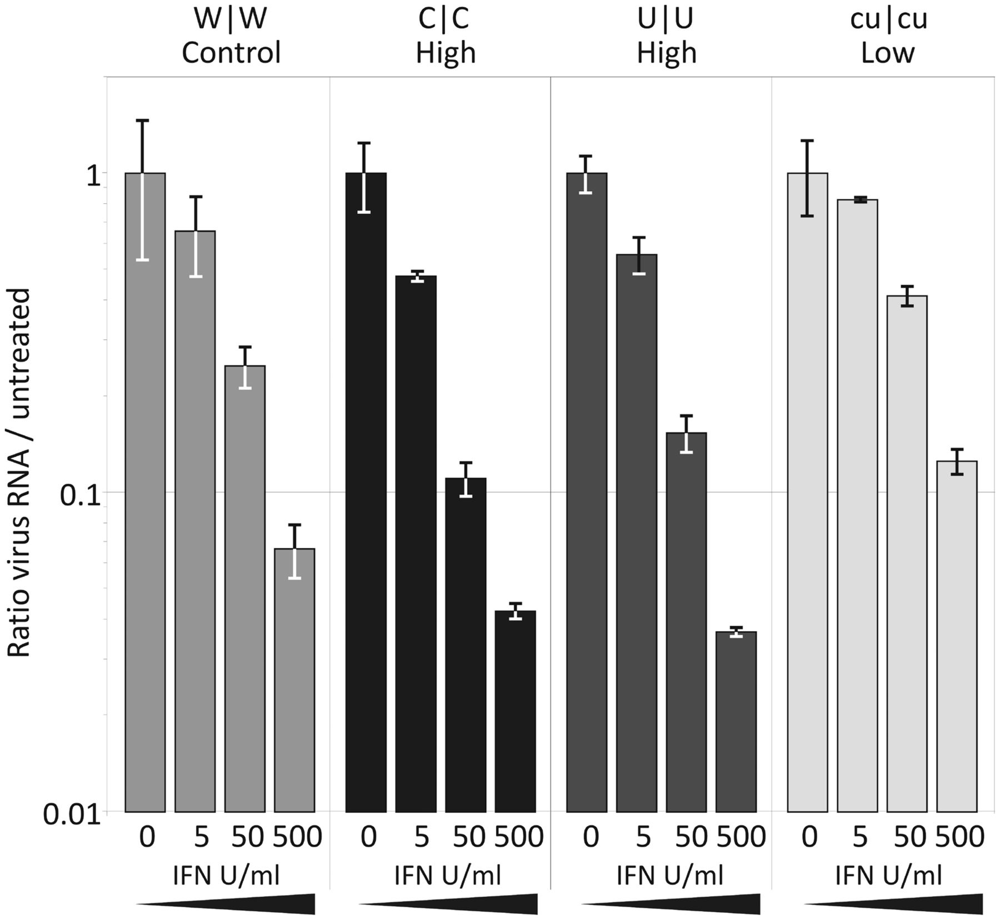 W|W
Control
C|C
High
U|U
High
cu|cu
Low
Ratio virus RNA / untreated
1
0.1
0.01
0 5 50 500
0 5 50 500
0 5 50 500
0 5 50 500
IFN U/ml
IFN U/ml
IFN U/ml
IFN U/ml